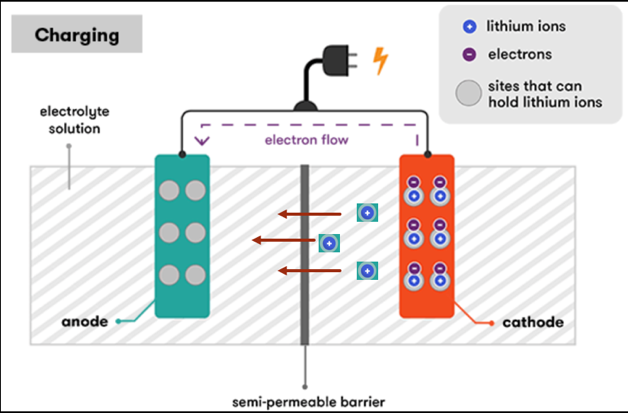 Charging
lithium ions
electrons
sites that can
hold lithium ions
electrolyte
solution
electron flow
anode
cathode
semi-permeable barrier